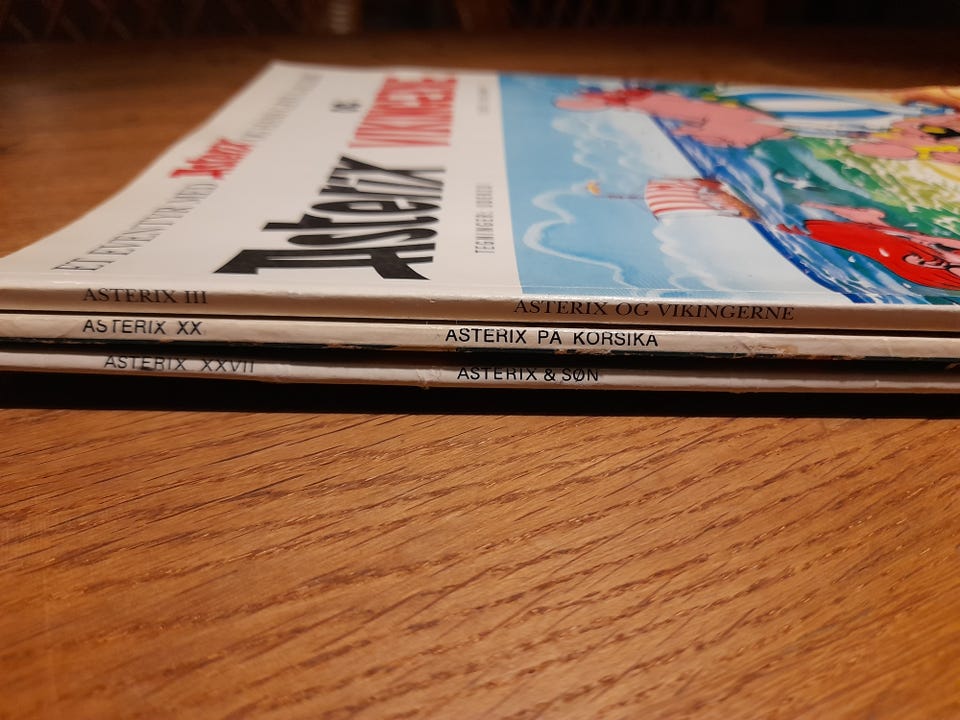 ET EVENTYR MED Asterix
Asterix
og
VIKINGERNE
TEGNINGER: UDERZO
ASTERIX III ASTERIX OG VIKINGERNE
ASTERIX XX ASTERIX PÅ KORSIKA
ASTERIX XXVII ASTERIX & SØN